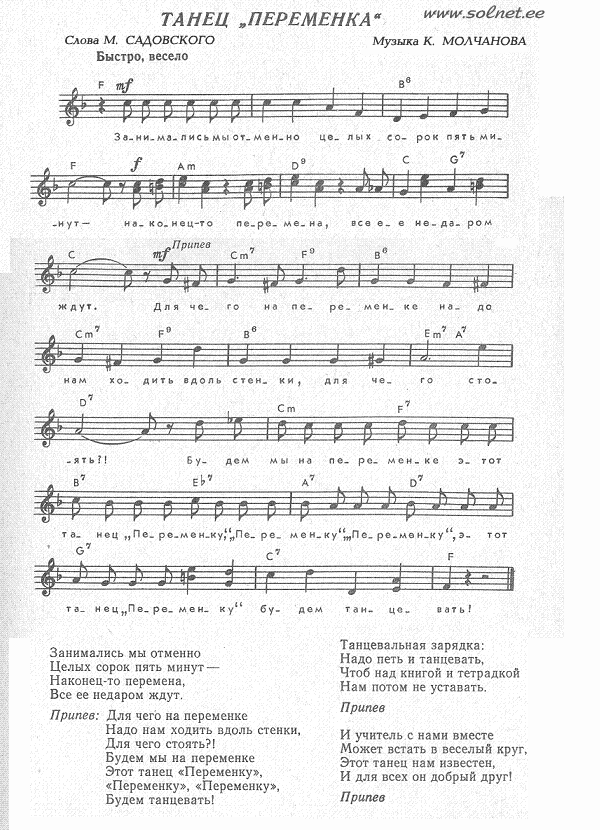 ТАНЕЦ „ПЕРЕМЕНКА“
www.solnet.ee
Слова М. САДОВСКОГО
Музыка К. МОЛЧАНОВА
Быстро, весело
F mf B6
За-ни-ма-лись мы от-мен-но це-лых со-рок пять ми-
F f Am D9 C G7
-нут- на-ко-нец-то пе-ре-ме-на, все е-е не да-ром
C mf Припев Cm7 F9 B6
ждут. Для че-го на пе-ре-мен-ке на-до
Cm7 F9 B6 Em7 A7
нам хо-дить вдоль стен-ки, для че-го сто-
D7 Cm F7
-ять?! Бу-дем мы на пе-ре-мен-ке э-тот
B7 E7 A7 D7
та-нец „Пе-ре-мен-ку“, „Пе-ре-мен-ку“, „Пе-ре-мен-ку“, э-тот
G7 C7 F
та-нец „Пе-ре-мен-ку“ бу-дем тан-це-вать!
Занимались мы отменно
Целых сорок пять минут —
Наконец-то перемена,
Все ее недаром ждут.
Припев: Для чего на переменке
Надо нам ходить вдоль стенки,
Для чего стоять?!
Будем мы на переменке
Этот танец «Переменку»,
«Переменку», «Переменку»,
Будем танцевать!
Танцевальная зарядка:
Надо петь и танцевать,
Чтоб над книгой и тетрадкой
Нам потом не уставать.
Припев
И учитель с нами вместе
Может встать в веселый круг,
Этот танец нам известен,
И для всех он добрый друг!
Припев